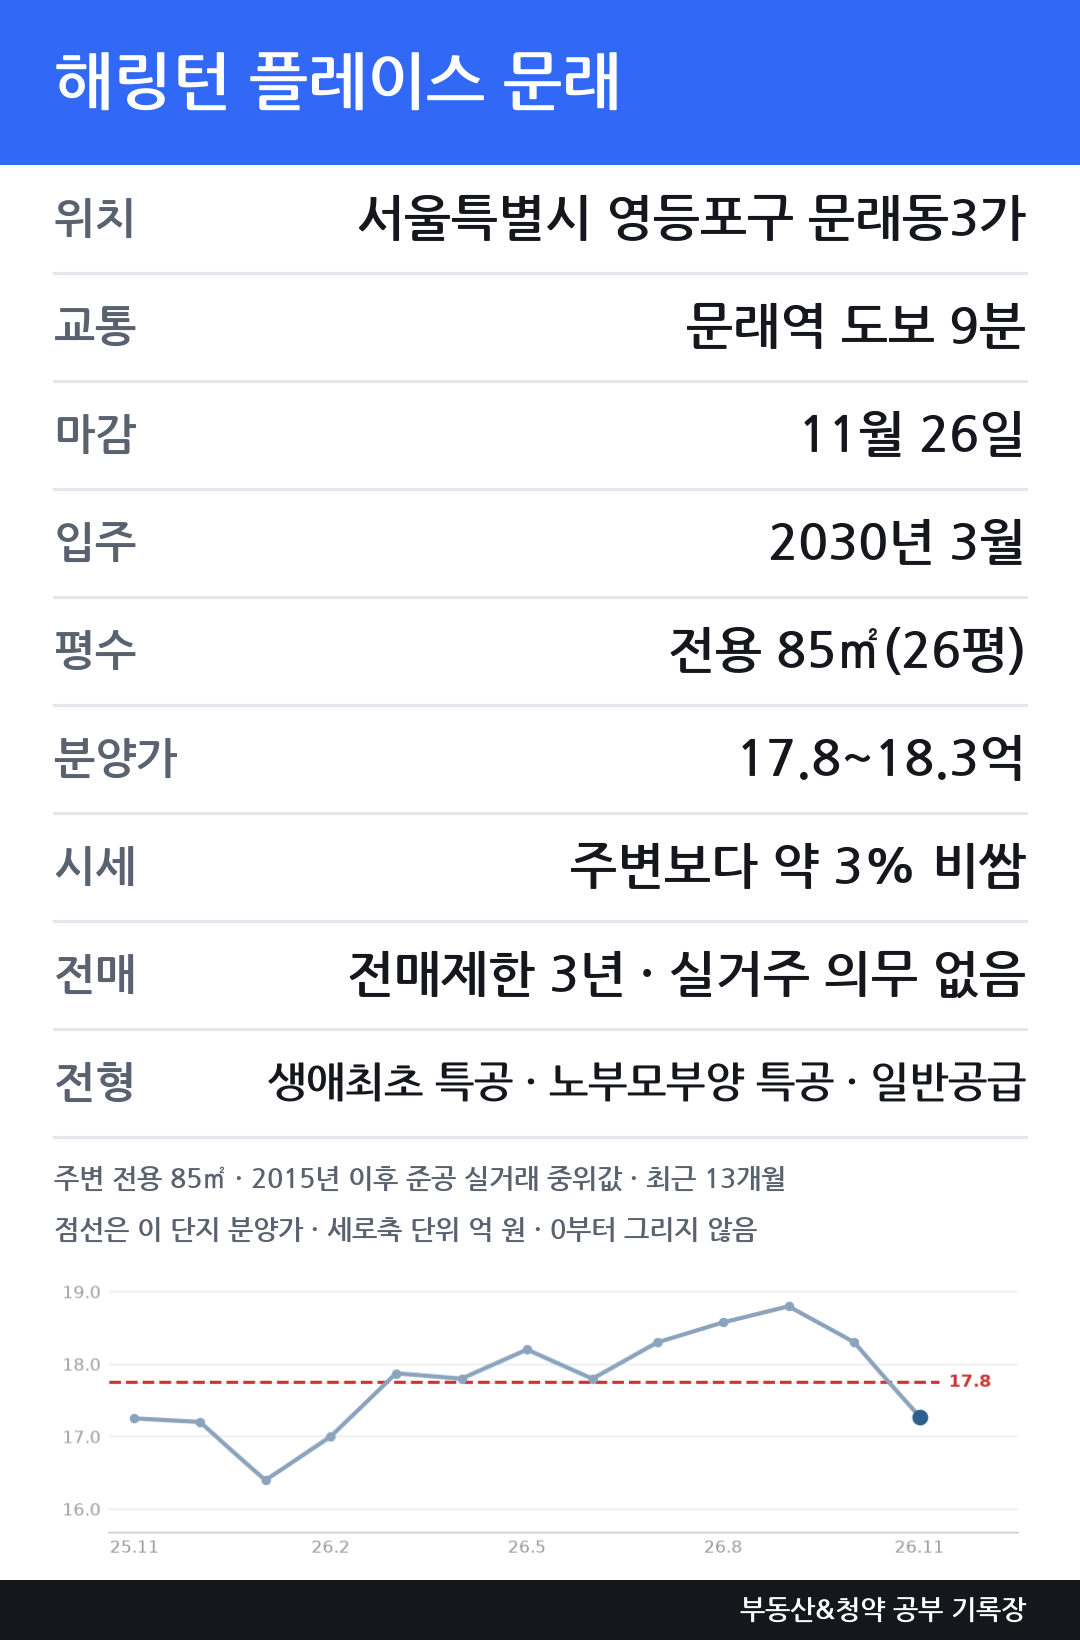 해링턴 플레이스 문래
위치 서울특별시 영등포구 문래동3가
교통 문래역 도보 9분
마감 11월 26일
입주 2030년 3월
평수 전용 85㎡(26평)
분양가 17.8~18.3억
시세 주변보다 약 3% 비쌈
전매 전매제한 3년 · 실거주 의무 없음
전형 생애최초 특공 · 노부모부양 특공 · 일반공급
주변 전용 85㎡ · 2015년 이후 준공 실거래 중위값 · 최근 13개월
점선은 이 단지 분양가 · 세로축 단위 억 원 · 0부터 그리지 않음
19.0
18.0
17.8
17.0
16.0
25.11 26.2 26.5 26.8 26.11
부동산&청약 공부 기록장